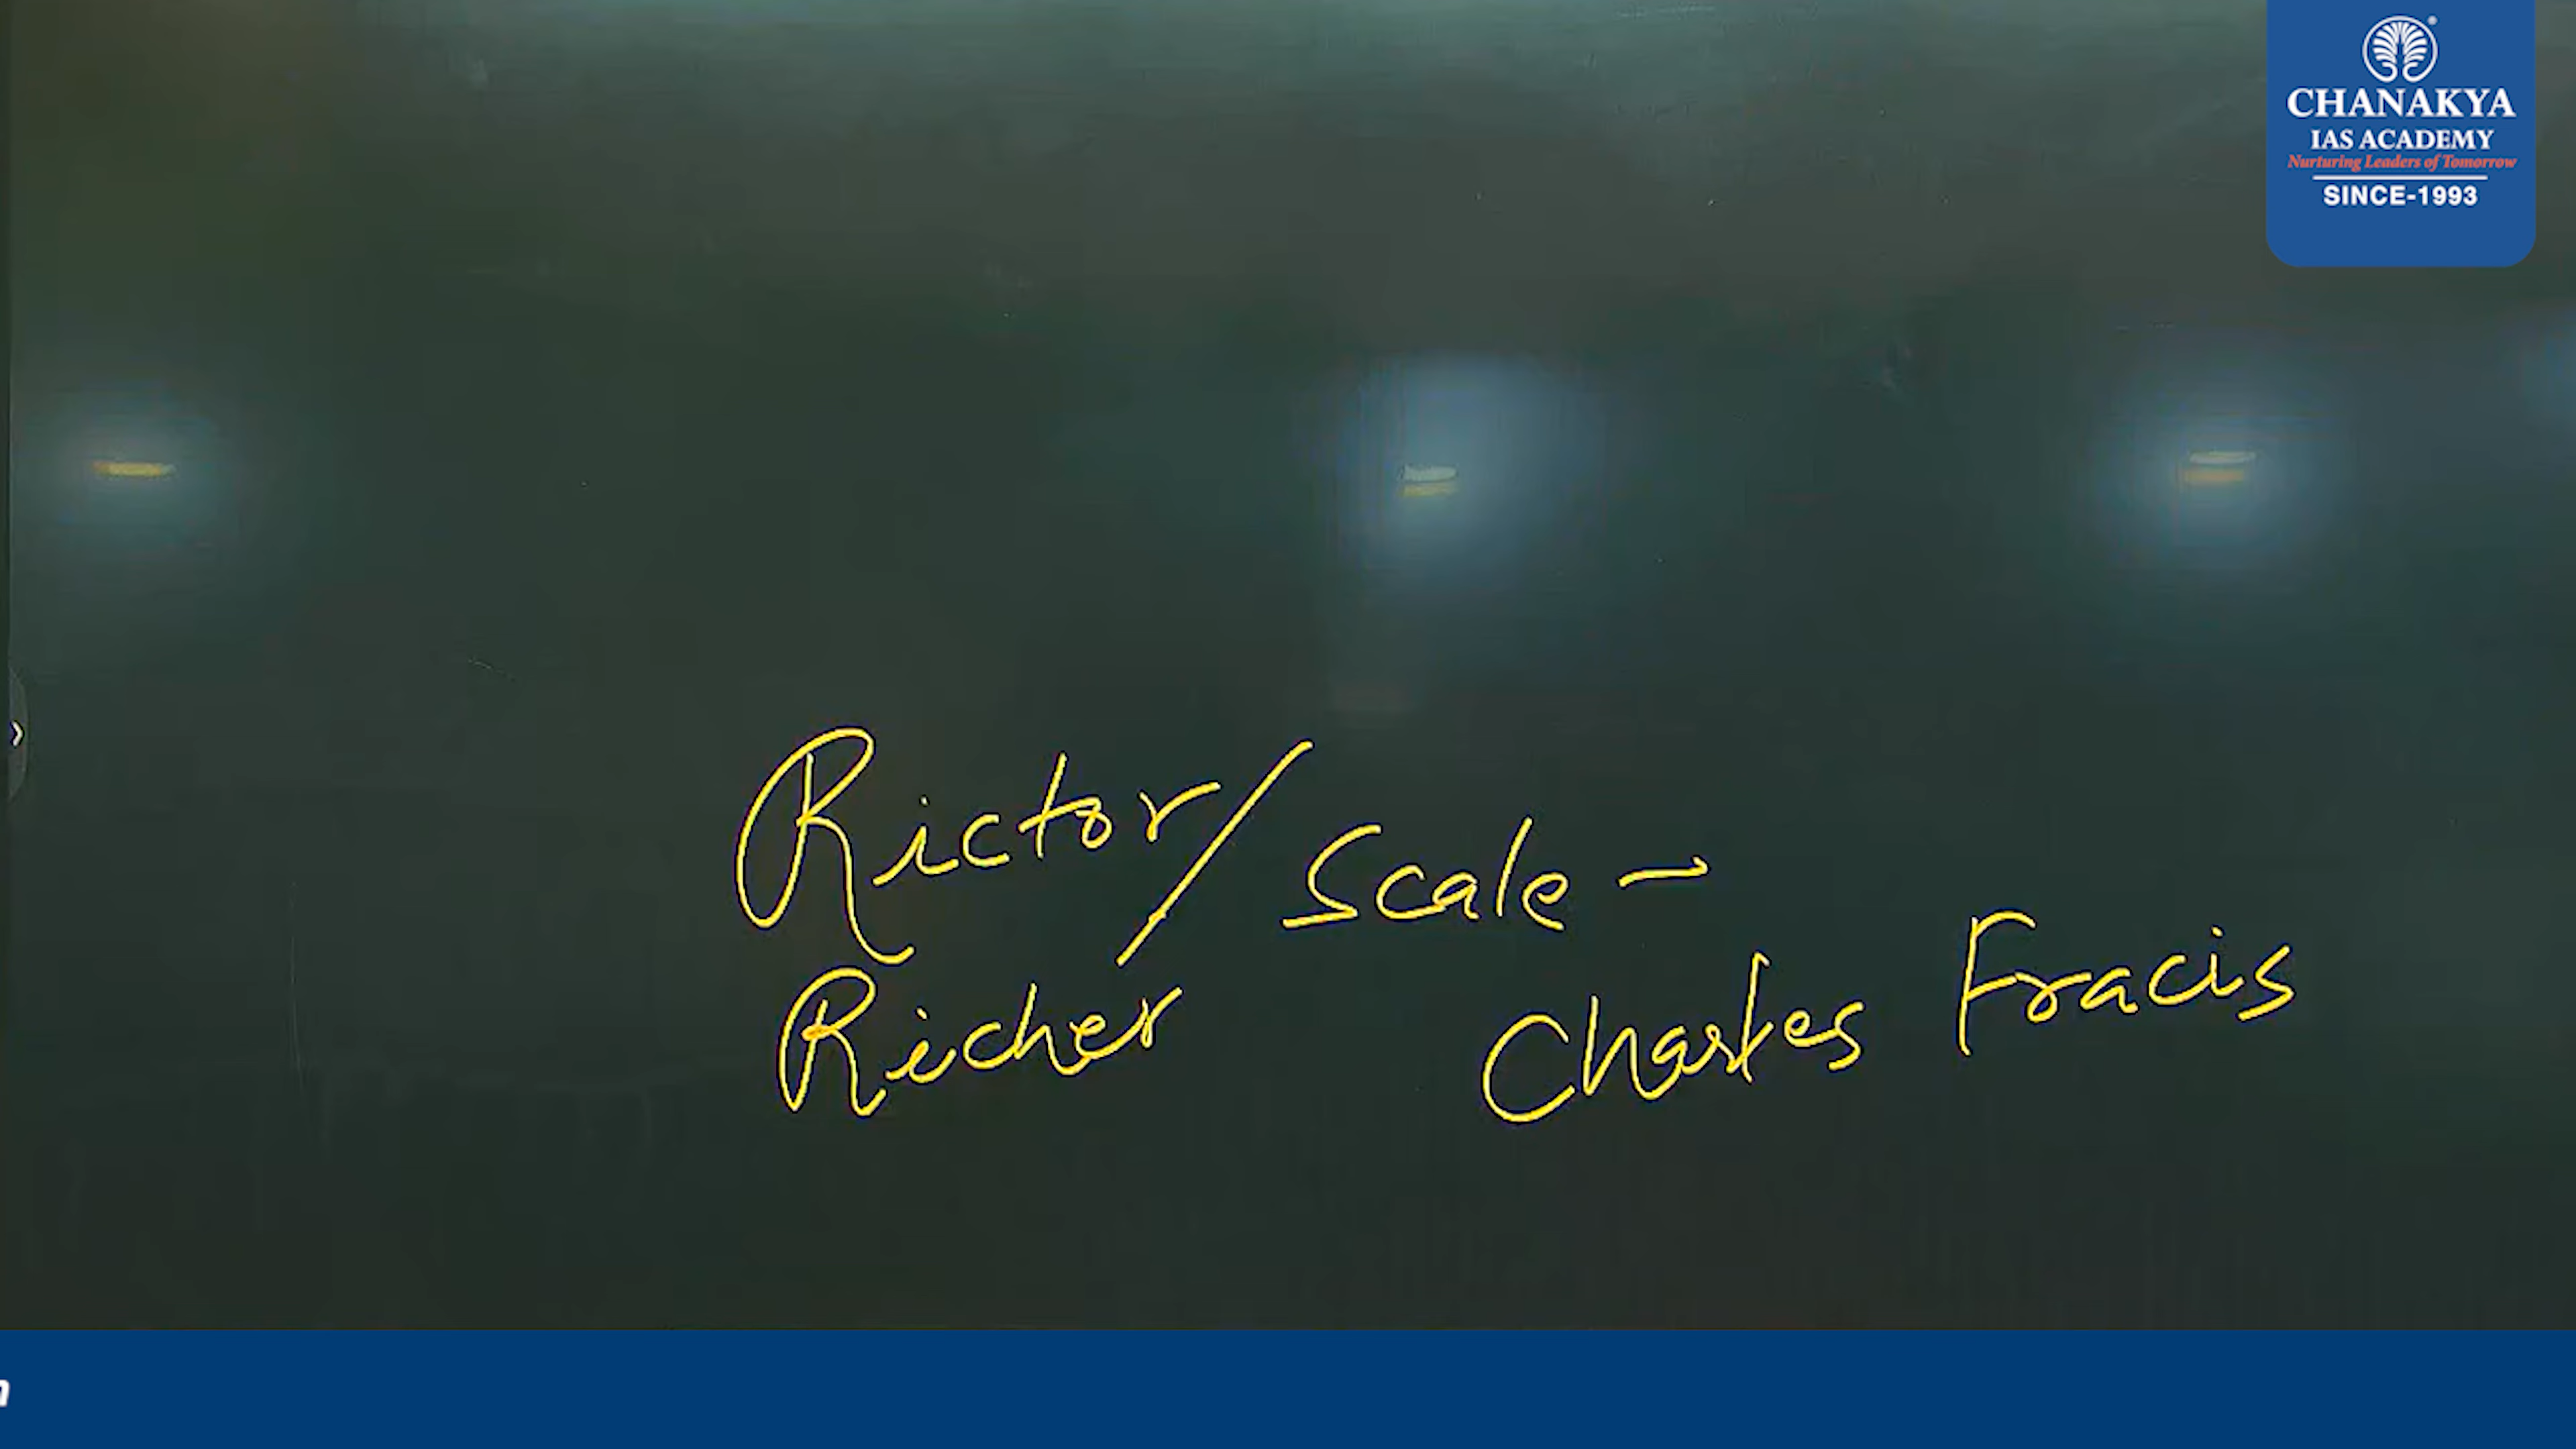 CHANAKYA
IAS ACADEMY
Nurturing Leaders of Tomorrow
SINCE-1993
Rictor/ Scale →
Richer
Charles Fracis